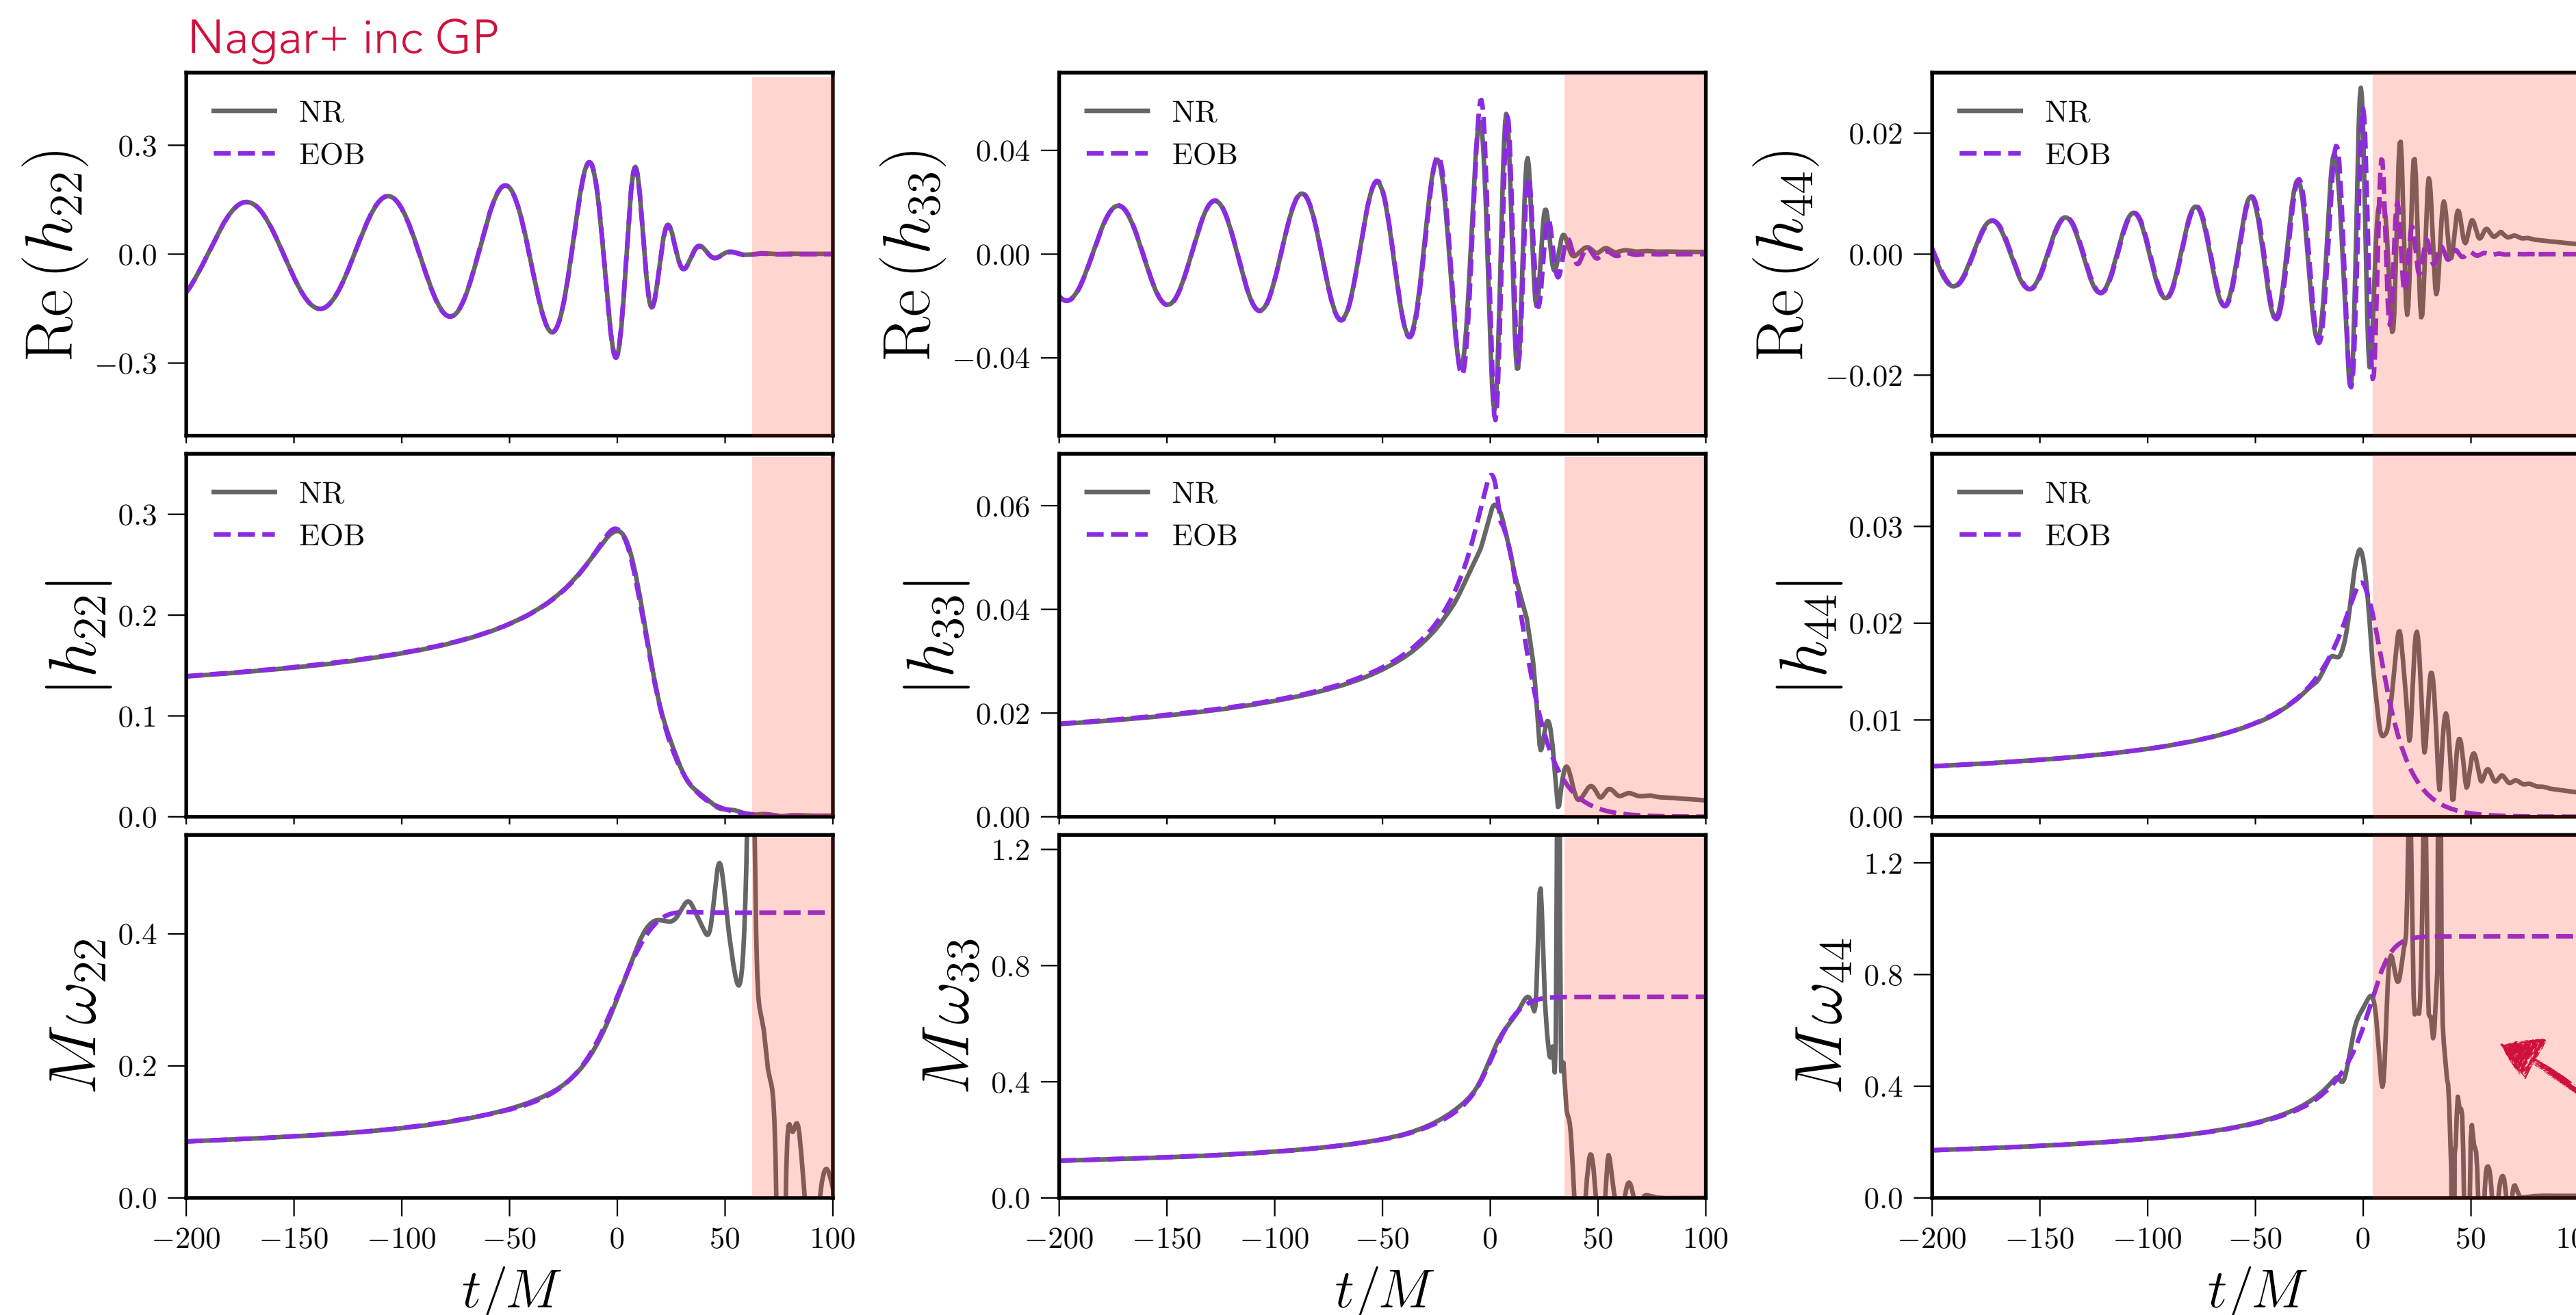 Nagar+ inc GP
Re(h22)
0.3
0.0
−0.3
NR
EOB
Re(h33)
0.04
0.00
−0.04
NR
EOB
Re(h44)
0.02
0.00
−0.02
NR
EOB
|h22|
0.3
0.2
0.1
0.0
NR
EOB
|h33|
0.06
0.04
0.02
0.00
NR
EOB
|h44|
0.03
0.02
0.01
0.00
NR
EOB
Mω22
0.4
0.2
0.0
Mω33
1.2
0.8
0.4
0.0
Mω44
1.2
0.8
0.4
0.0
−200 −150 −100 −50 0 50 100
−200 −150 −100 −50 0 50 100
−200 −150 −100 −50 0 50
t/M
t/M
t/M